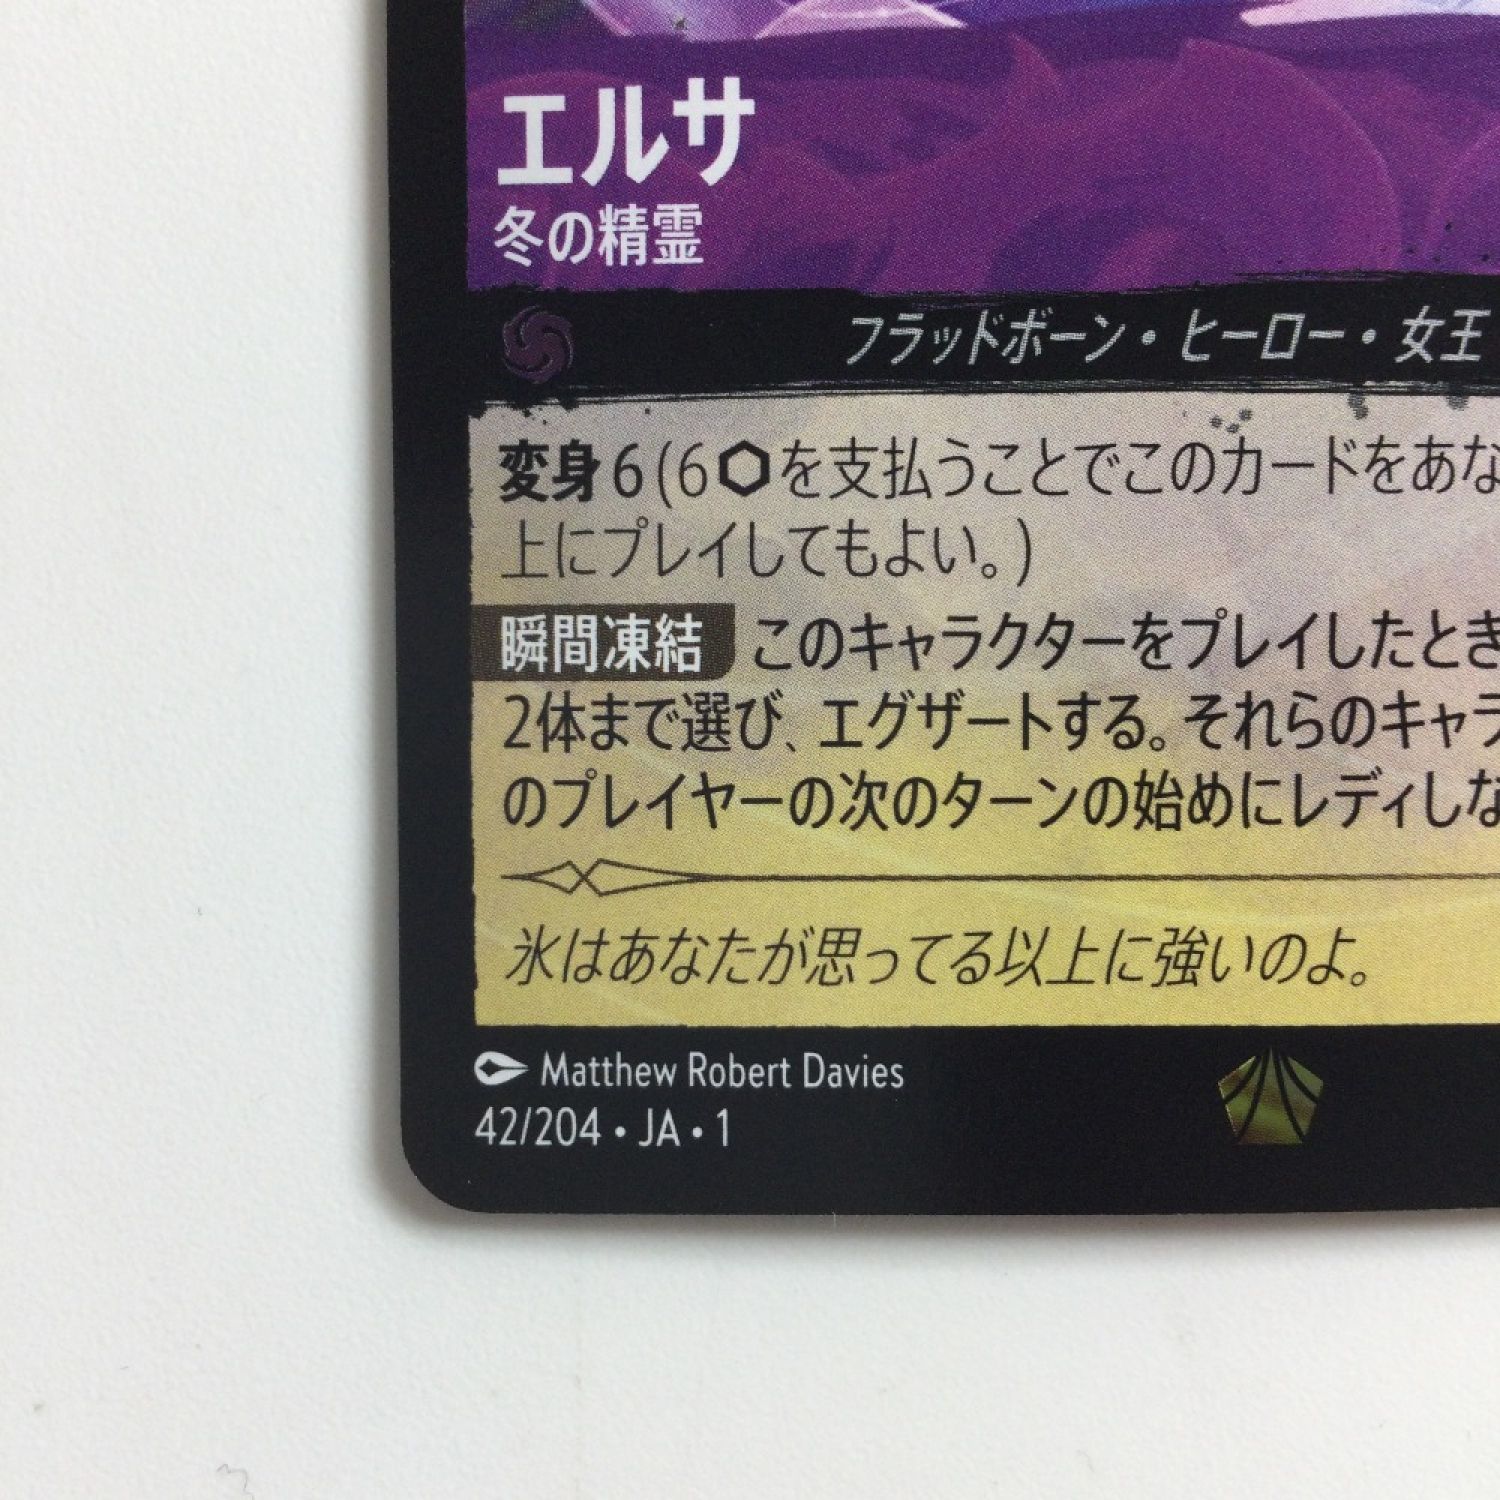 エルサ
冬の精霊
フラッドボーン・ヒーロー・女王
変身6(6⬡を支払うことでこのカードをあな
上にプレイしてもよい。)
瞬間凍結 このキャラクターをプレイしたとき
2体まで選び、エグザートする。それらのキャラ
のプレイヤーの次のターンの始めにレディしな
氷はあなたが思ってる以上に強いのよ。
Matthew Robert Davies
42/204・JA・1